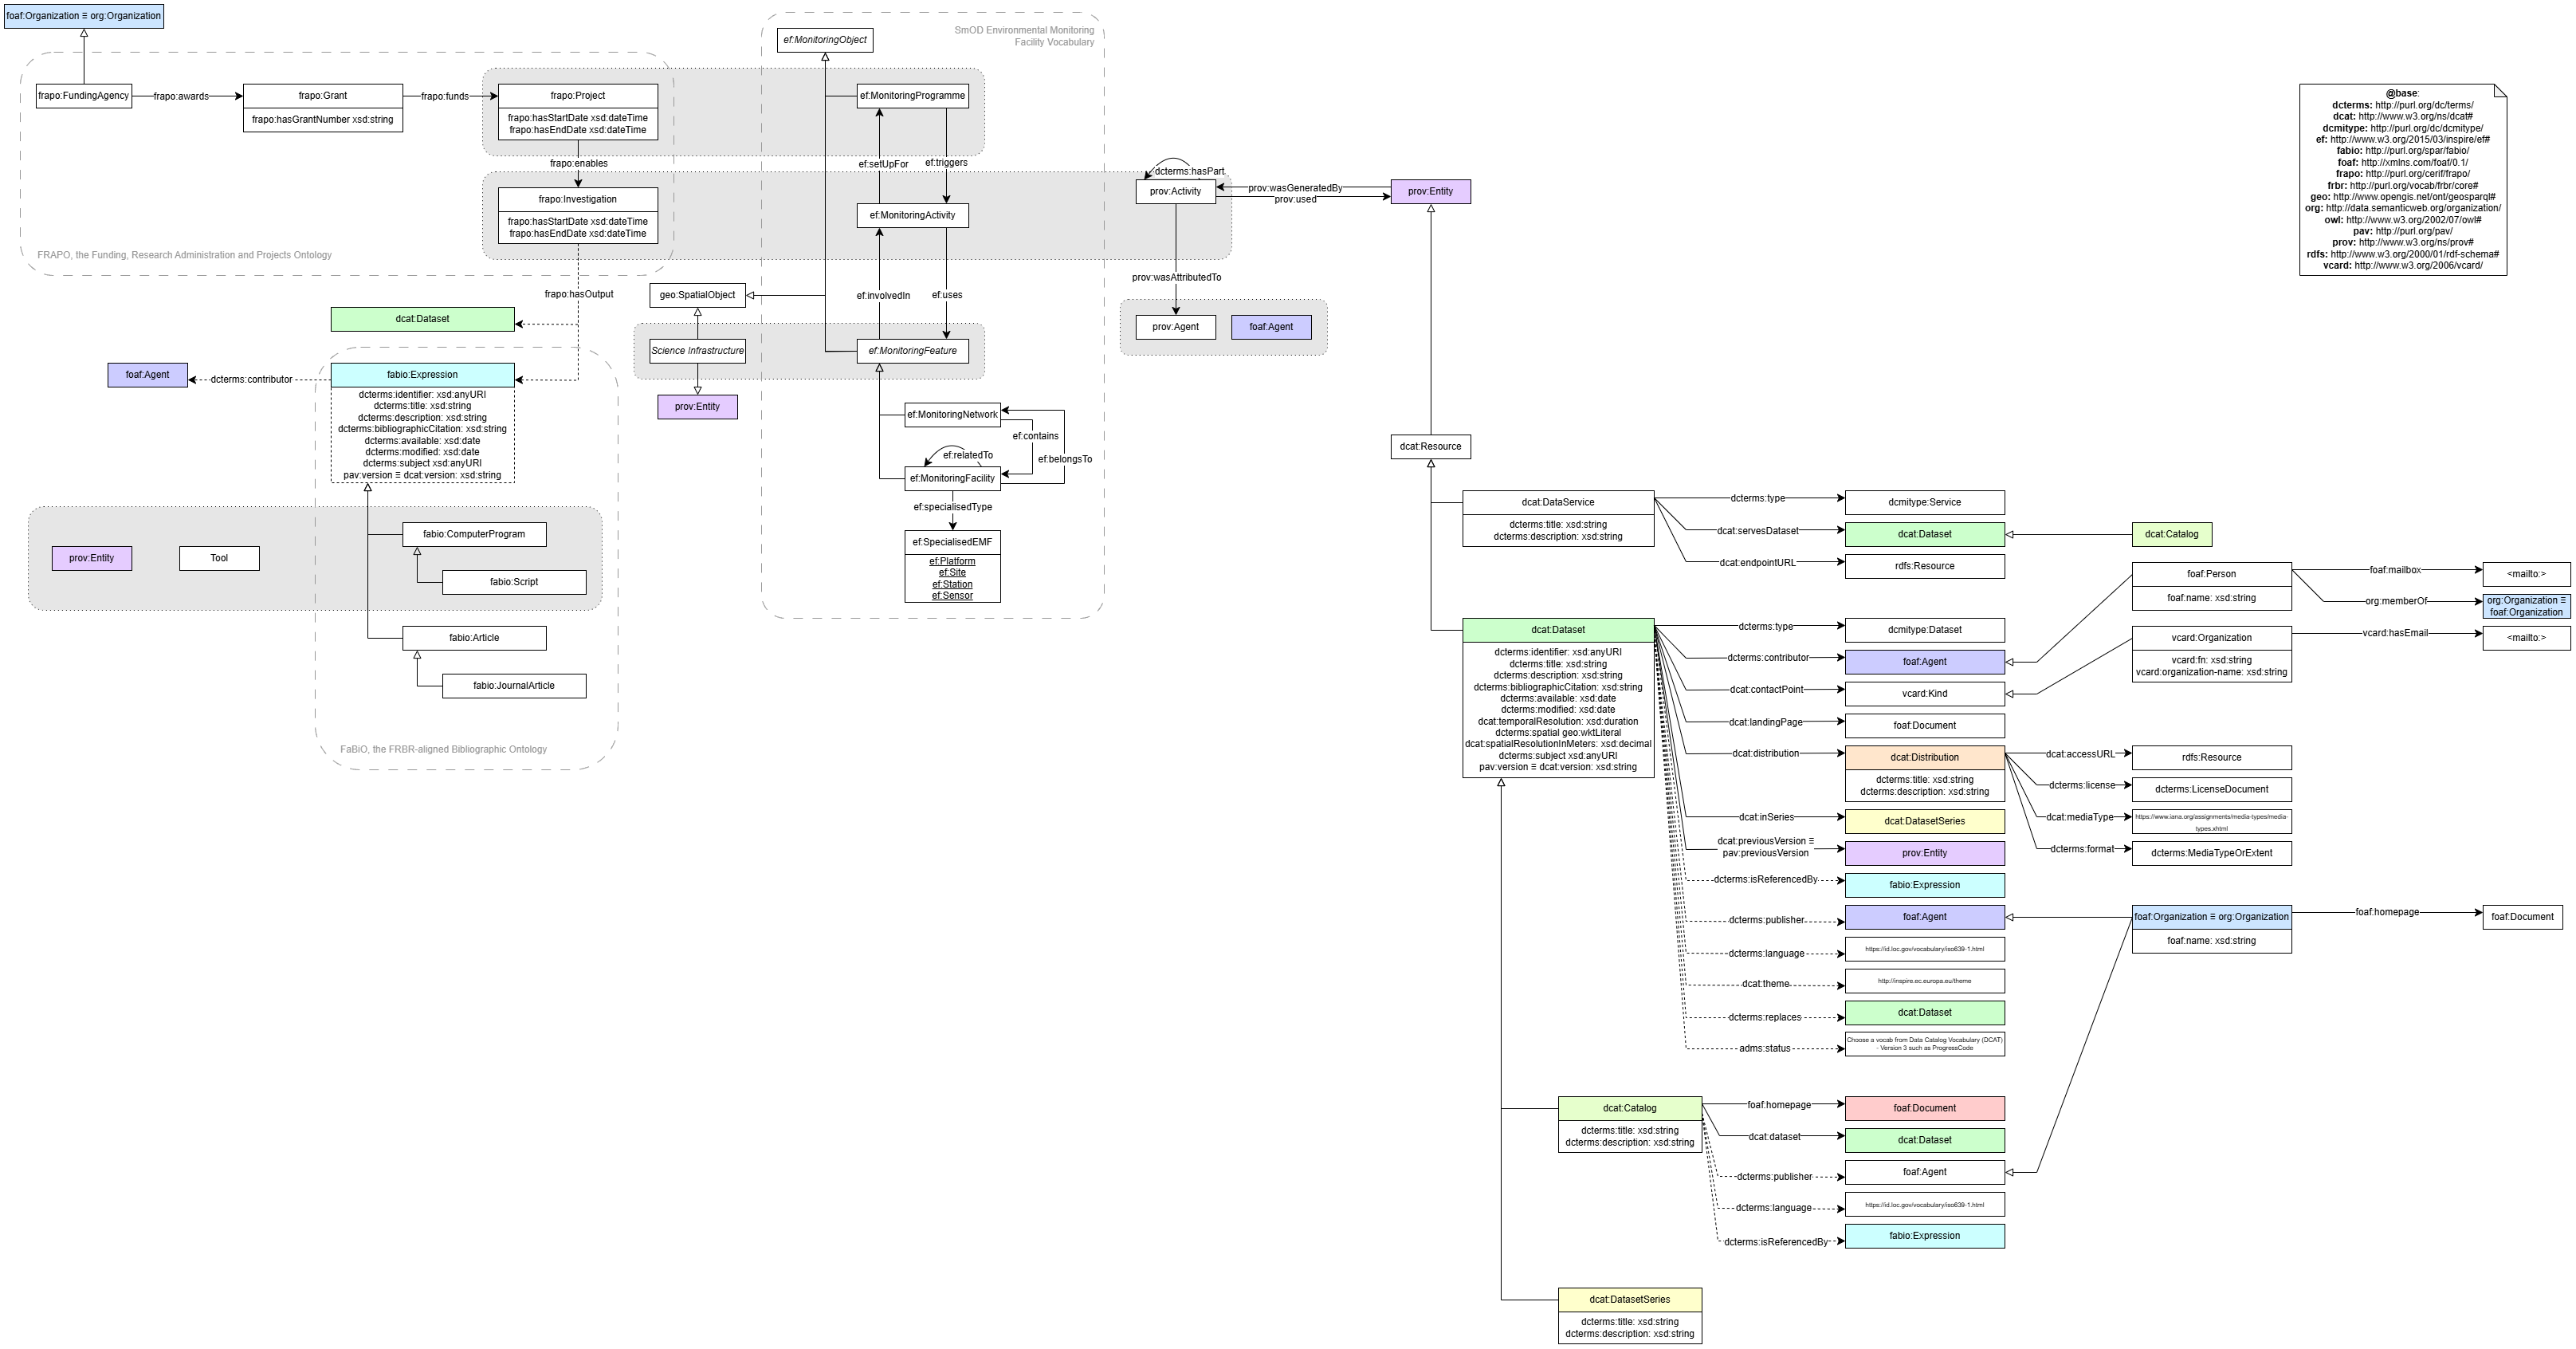 foaf:Organization ≡ org:Organization
frapo:FundingAgency
frapo:awards
frapo:Grant
frapo:hasGrantNumber xsd:string
frapo:funds
frapo:Project
frapo:hasStartDate xsd:dateTime
frapo:hasEndDate xsd:dateTime
frapo:enables
frapo:Investigation
frapo:hasStartDate xsd:dateTime
frapo:hasEndDate xsd:dateTime
FRAPO, the Funding, Research Administration and Projects Ontology
frapo:hasOutput
dcat:Dataset
foaf:Agent
dcterms:contributor
fabio:Expression
dcterms:identifier: xsd:anyURI
dcterms:title: xsd:string
dcterms:description: xsd:string
dcterms:bibliographicCitation: xsd:string
dcterms:available: xsd:date
dcterms:modified: xsd:date
dcterms:subject xsd:anyURI
pav:version ≡ dcat:version: xsd:string
prov:Entity
Tool
fabio:ComputerProgram
fabio:Script
fabio:Article
fabio:JournalArticle
FaBiO, the FRBR-aligned Bibliographic Ontology
SmOD Environmental Monitoring
Facility Vocabulary
ef:MonitoringObject
ef:MonitoringProgramme
ef:setUpFor
ef:triggers
ef:MonitoringActivity
ef:involvedIn
ef:uses
geo:SpatialObject
Science Infrastructure
ef:MonitoringFeature
prov:Entity
ef:MonitoringNetwork
ef:contains
ef:relatedTo
ef:belongsTo
ef:MonitoringFacility
ef:specialisedType
ef:SpecialisedEMF
ef:Platform
ef:Site
ef:Station
ef:Sensor
dcterms:hasPart
prov:Activity
prov:wasGeneratedBy
prov:used
prov:Entity
prov:wasAttributedTo
prov:Agent
foaf:Agent
dcat:Resource
@base:
dcterms: http://purl.org/dc/terms/
dcat: http://www.w3.org/ns/dcat#
dcmitype: http://purl.org/dc/dcmitype/
ef: http://www.w3.org/2015/03/inspire/ef#
fabio: http://purl.org/spar/fabio/
foaf: http://xmlns.com/foaf/0.1/
frapo: http://purl.org/cerif/frapo/
frbr: http://purl.org/vocab/frbr/core#
geo: http://www.opengis.net/ont/geosparql#
org: http://data.semanticweb.org/organization/
owl: http://www.w3.org/2002/07/owl#
pav: http://purl.org/pav/
prov: http://www.w3.org/ns/prov#
rdfs: http://www.w3.org/2000/01/rdf-schema#
vcard: http://www.w3.org/2006/vcard/
dcat:DataService
dcterms:title: xsd:string
dcterms:description: xsd:string
dcterms:type
dcmitype:Service
dcat:servesDataset
dcat:Dataset
dcat:Catalog
dcat:endpointURL
rdfs:Resource
dcat:Dataset
dcterms:identifier: xsd:anyURI
dcterms:title: xsd:string
dcterms:description: xsd:string
dcterms:bibliographicCitation: xsd:string
dcterms:available: xsd:date
dcterms:modified: xsd:date
dcat:temporalResolution: xsd:duration
dcterms:spatial geo:wktLiteral
dcat:spatialResolutionInMeters: xsd:decimal
dcterms:subject xsd:anyURI
pav:version ≡ dcat:version: xsd:string
dcterms:type
dcmitype:Dataset
dcterms:contributor
foaf:Agent
dcat:contactPoint
vcard:Kind
dcat:landingPage
foaf:Document
dcat:distribution
dcat:Distribution
dcterms:title: xsd:string
dcterms:description: xsd:string
dcat:inSeries
dcat:DatasetSeries
dcat:previousVersion ≡
pav:previousVersion
prov:Entity
dcterms:isReferencedBy
fabio:Expression
dcterms:publisher
foaf:Agent
dcterms:language
https://id.loc.gov/vocabulary/iso639-1.html
dcat:theme
http://inspire.ec.europa.eu/theme
dcterms:replaces
dcat:Dataset
adms:status
Choose a vocab from Data Catalog Vocabulary (DCAT)
- Version 3 such as ProgressCode
foaf:Person
foaf:name: xsd:string
foaf:mailbox
<mailto:>
org:memberOf
org:Organization ≡
foaf:Organization
vcard:Organization
vcard:fn: xsd:string
vcard:organization-name: xsd:string
vcard:hasEmail
<mailto:>
dcat:accessURL
rdfs:Resource
dcterms:license
dcterms:LicenseDocument
dcat:mediaType
https://www.iana.org/assignments/media-types/media-
types.xhtml
dcterms:format
dcterms:MediaTypeOrExtent
foaf:Organization ≡ org:Organization
foaf:name: xsd:string
foaf:homepage
foaf:Document
dcat:Catalog
dcterms:title: xsd:string
dcterms:description: xsd:string
foaf:homepage
foaf:Document
dcat:dataset
dcat:Dataset
dcterms:publisher
foaf:Agent
dcterms:language
https://id.loc.gov/vocabulary/iso639-1.html
dcterms:isReferencedBy
fabio:Expression
dcat:DatasetSeries
dcterms:title: xsd:string
dcterms:description: xsd:string